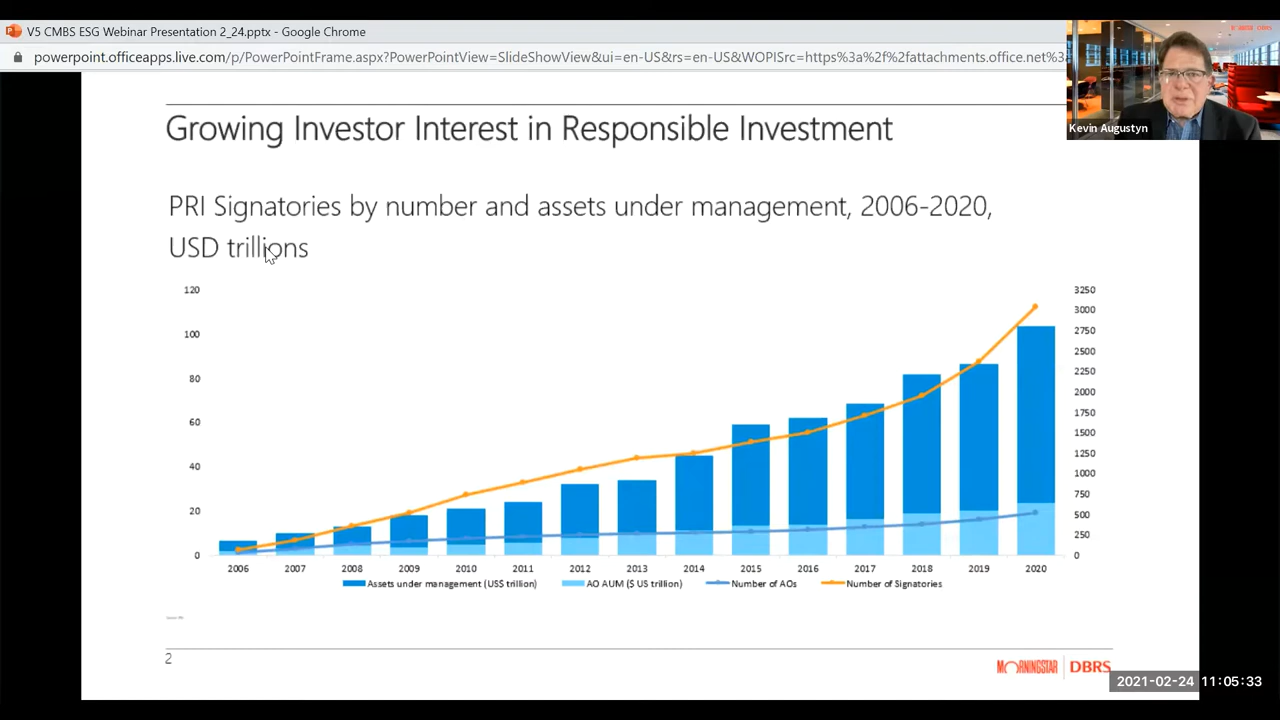 V5 CMBS ESG Webinar Presentation 2_24.pptx - Google Chrome
powerpoint.officeapps.live.com/p/PowerPointFrame.aspx?PowerPointView=SlideShowView&ui=en-US&rs=en-US&WOPISrc=https%3a%2f%2fattachments.office.net%3
Kevin Augustyn
Growing Investor Interest in Responsible Investment
PRI Signatories by number and assets under management, 2006-2020,
USD trillions
120
100
80
60
40
20
0
3250
3000
2750
2500
2250
2000
1750
1500
1250
1000
750
500
250
0
2006 2007 2008 2009 2010 2011 2012 2013 2014 2015 2016 2017 2018 2019 2020
Assets under management (US$ trillion) AO AUM ($ US trillion) Number of AOs Number of Signatories
2
MORNINGSTAR DBRS
2021-02-24 11:05:33